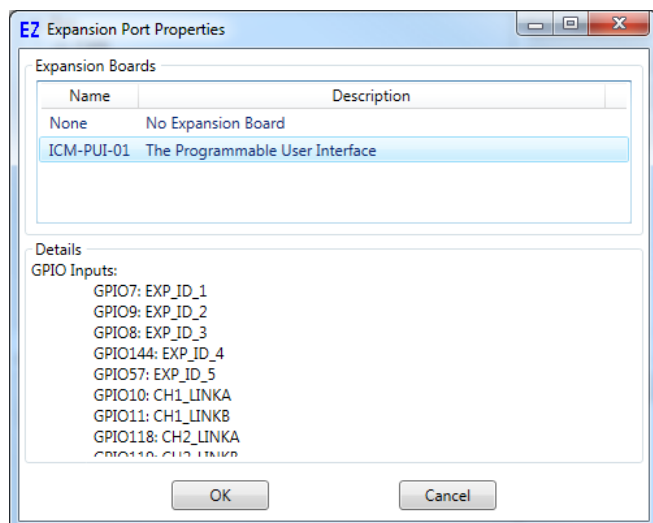 EZ Expansion Port Properties
Expansion Boards
Name Description
None No Expansion Board
ICM-PUI-01 The Programmable User Interface
Details
GPIO Inputs:
GPIO7: EXP_ID_1
GPIO9: EXP_ID_2
GPIO8: EXP_ID_3
GPIO144: EXP_ID_4
GPIO57: EXP_ID_5
GPIO10: CH1_LINKA
GPIO11: CH1_LINKB
GPIO118: CH2_LINKA
GPIO119: CH2_LINKB
OK Cancel